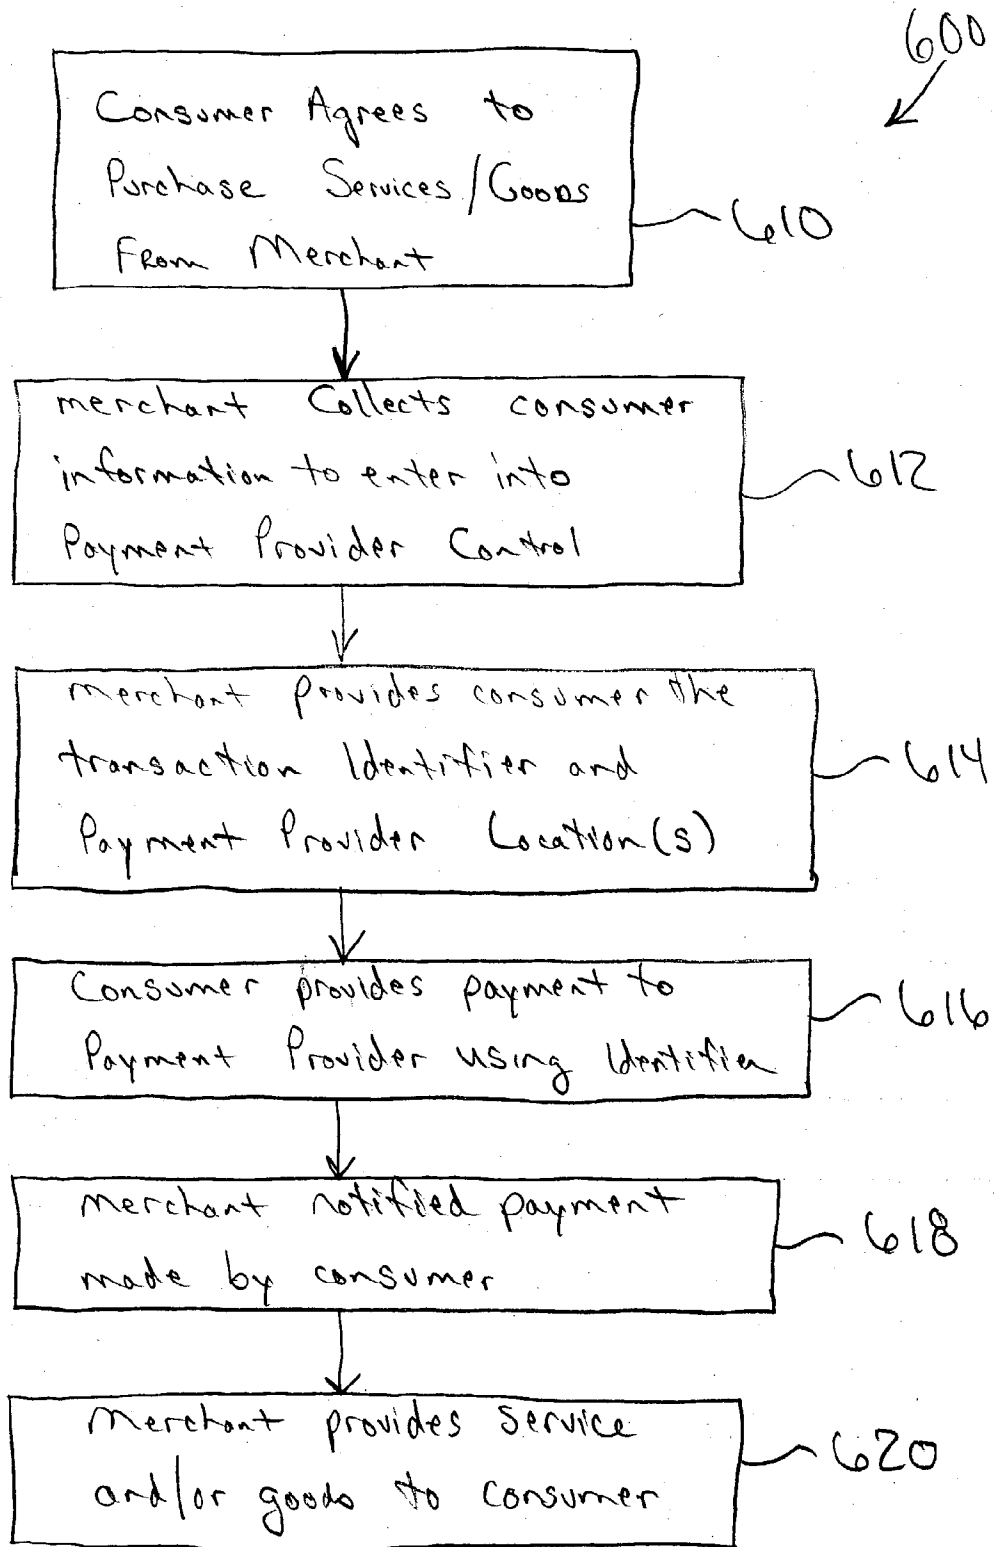 600
Consumer Agrees to
Purchase Services/Goods
From Merchant
610
merchant Collects consumer
information to enter into
Payment Provider Control
612
merchant provides consumer the
transaction Identifier and
Payment Provider Location(s)
614
Consumer provides payment to
Payment Provider using Identifier
616
merchant notified payment
made by consumer
618
Merchant provides service
and/or goods to consumer
620